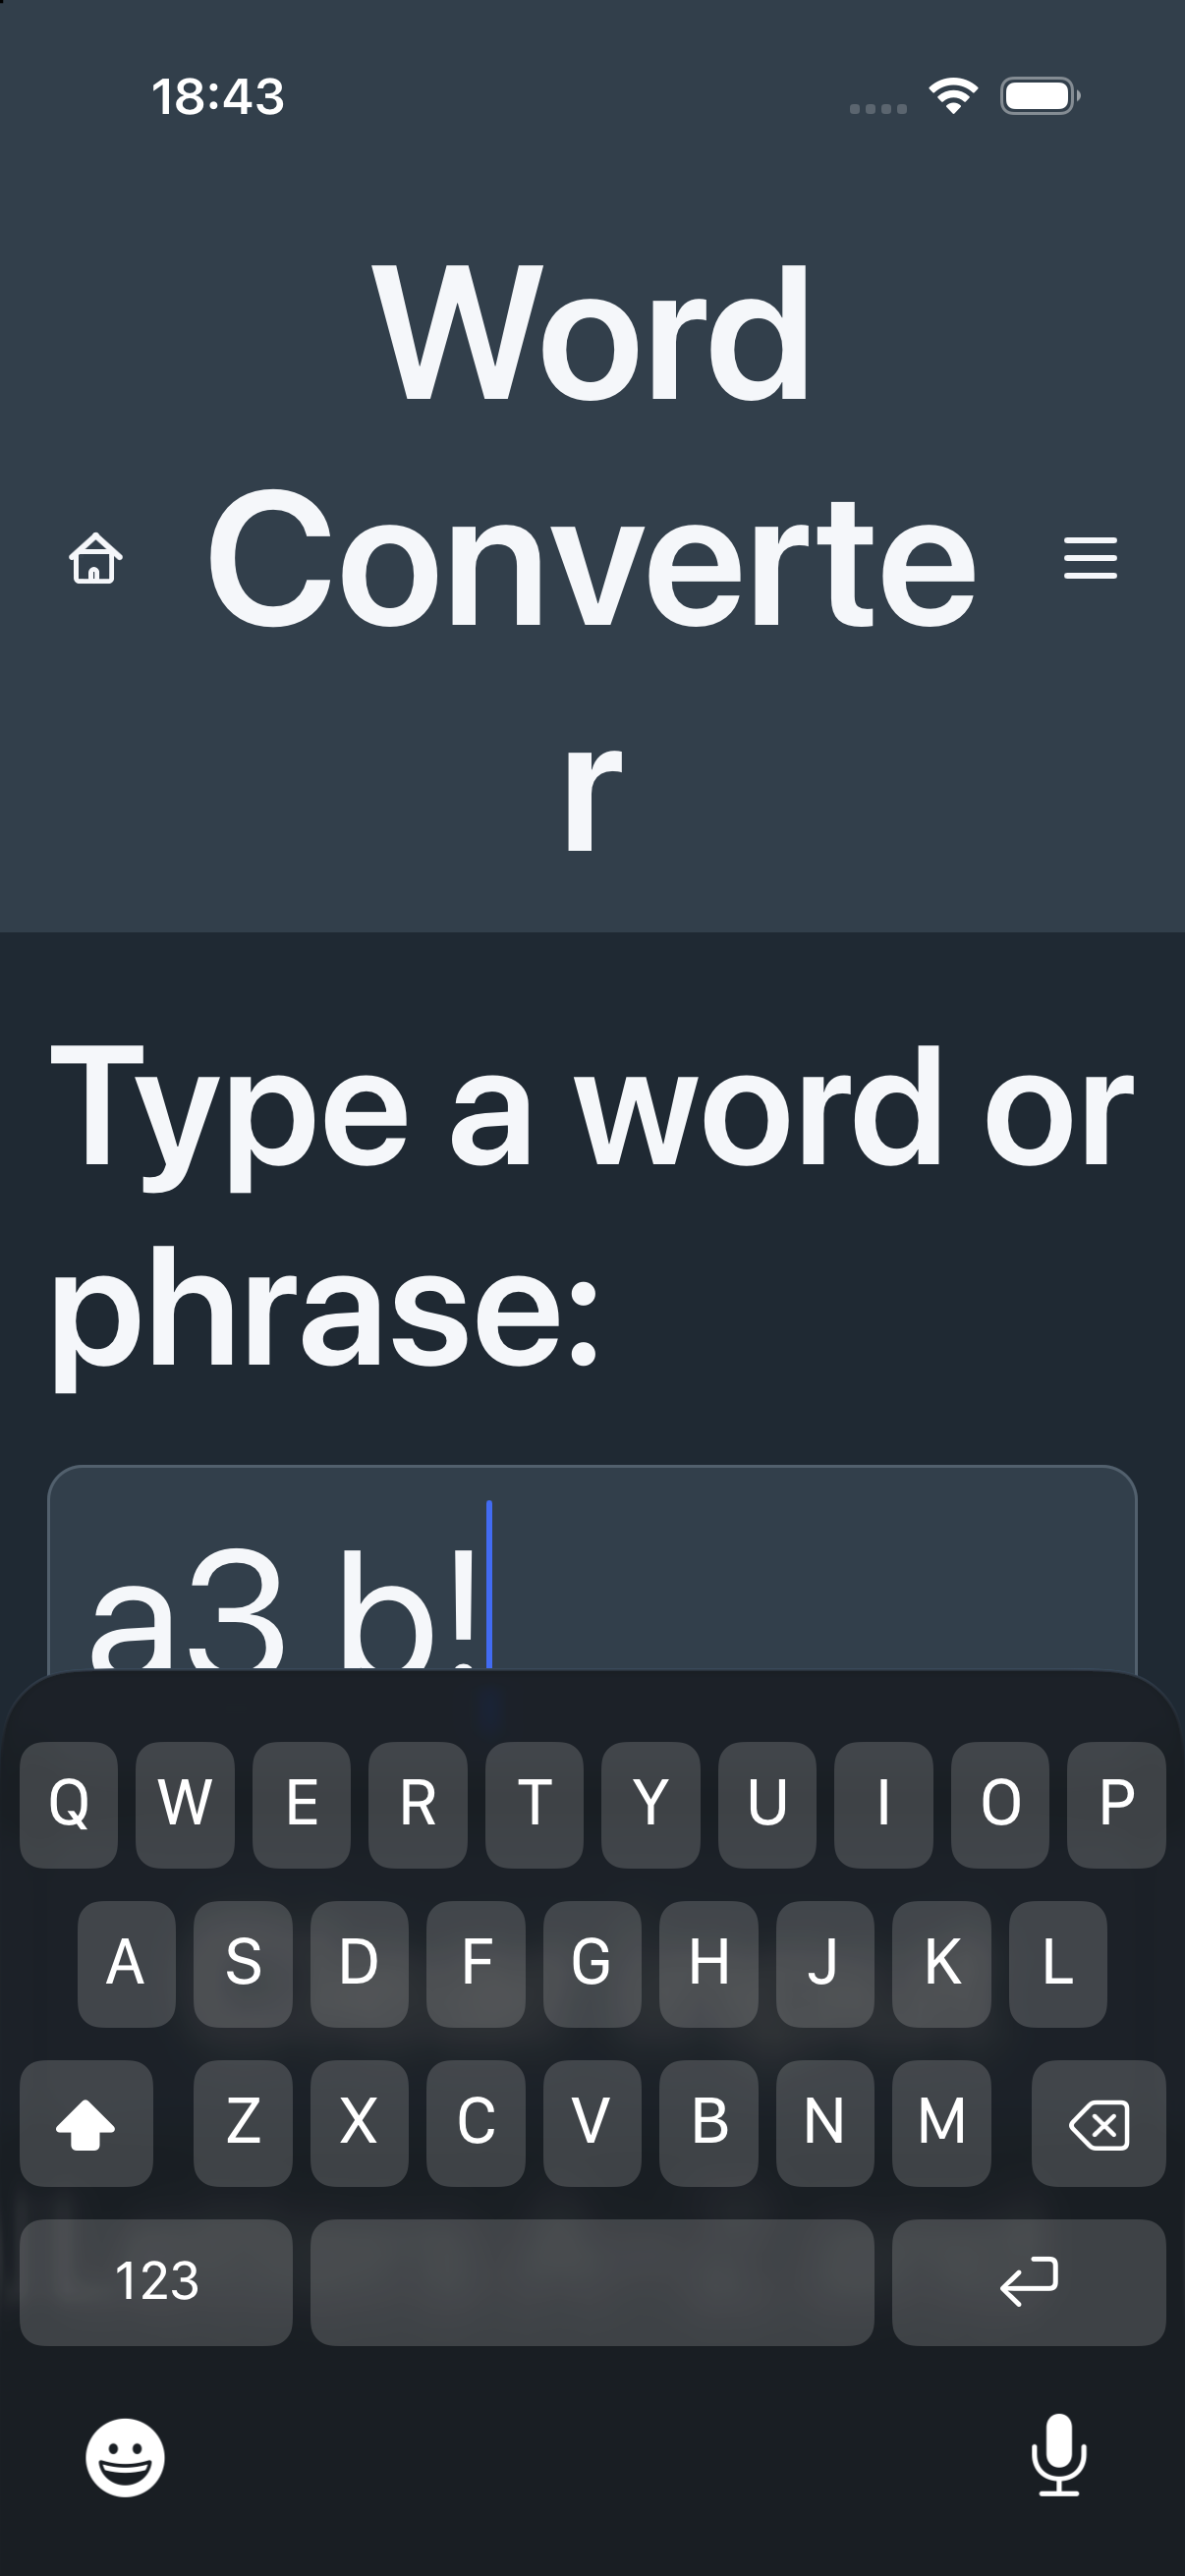 18:43
Word
Converte
r
Type a word or
phrase:
a3 b!
Q W E R T Y U I O P
A S D F G H J K L
Z X C V B N M
123